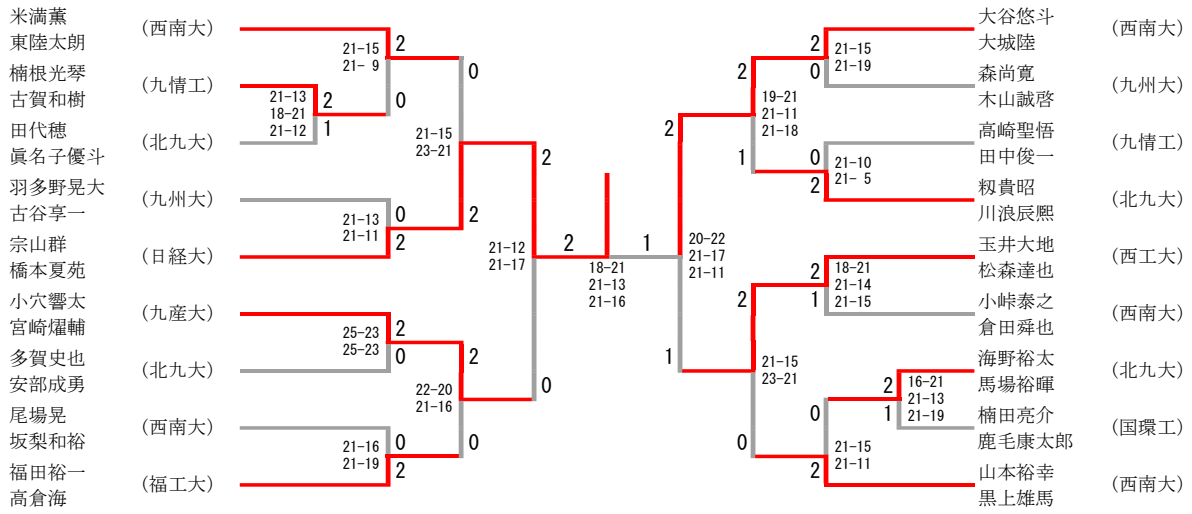 米満薫
東陸太朗
(西南大)
楠根光琴
古賀和樹
(九情工)
田代穂
眞名子優斗
(北九大)
羽多野晃大
古谷享一
(九州大)
宗山群
橋本夏苑
(日経大)
小穴響太
宮崎燿輔
(九産大)
多賀史也
安部成勇
(北九大)
尾場晃
坂梨和裕
(西南大)
福田裕一
高倉海
(福工大)
21-13
18-21
21-12
2
1
21-15
21- 9
2
0
21-13
21-11
0
2
25-23
25-23
2
0
21-16
21-19
0
2
21-15
23-21
0
2
22-20
21-16
2
0
21-12
21-17
2
0
2
18-21
21-13
21-16
1
20-22
21-17
21-11
2
1
19-21
21-11
21-18
2
1
21-15
23-21
2
0
21-15
21-19
2
0
21-10
21- 5
0
2
18-21
21-14
21-15
2
1
16-21
21-13
21-19
2
1
21-15
21-11
0
2
大谷悠斗
大城陸
(西南大)
森尚寛
木山誠啓
(九州大)
高崎聖悟
田中俊一
(九情工)
籾貴昭
川浪辰熙
(北九大)
玉井大地
松森達也
(西工大)
小峠泰之
倉田舜也
(西南大)
海野裕太
馬場裕暉
(北九大)
楠田亮介
鹿毛康太郎
(国環工)
山本裕幸
黒上雄馬
(西南大)